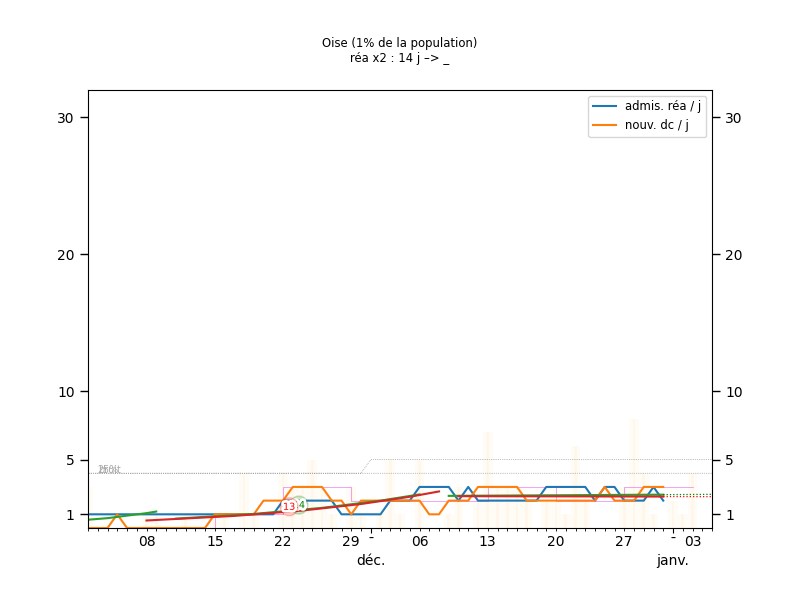 Oise (1% de la population)
réa x2 : 14 j –> _
admis. réa / j
nouv. dc / j
30 30
20 20
10 10
5 5
1 1
13 4
08 15 22 29 - 06 13 20 27 - 03
déc. janv.